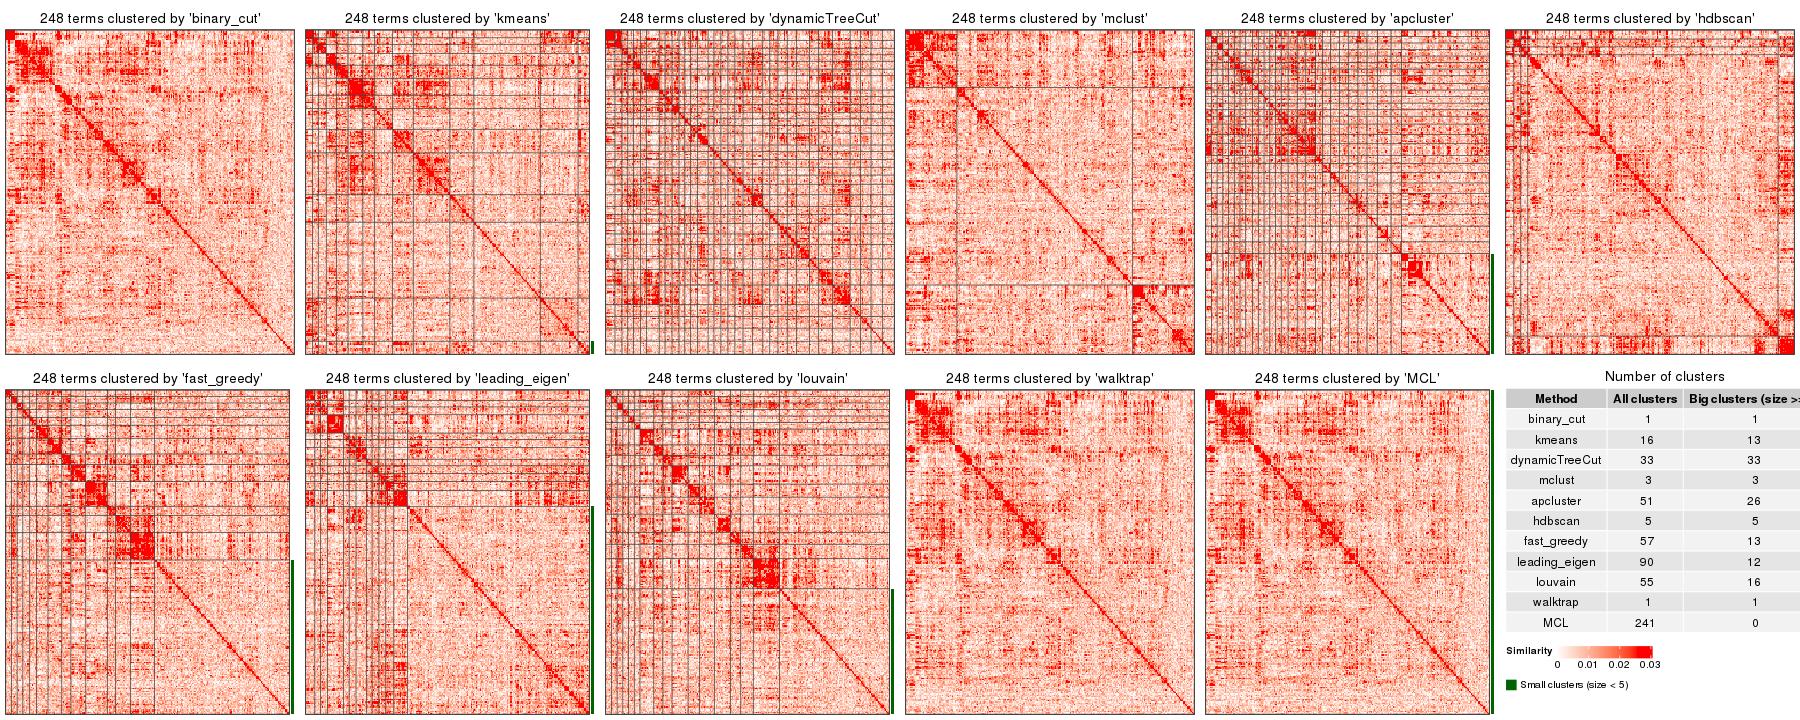 248 terms clustered by 'binary_cut'
248 terms clustered by 'kmeans'
248 terms clustered by 'dynamicTreeCut'
248 terms clustered by 'mclust'
248 terms clustered by 'apcluster'
248 terms clustered by 'hdbscan'
248 terms clustered by 'fast_greedy'
248 terms clustered by 'leading_eigen'
248 terms clustered by 'louvain'
248 terms clustered by 'walktrap'
248 terms clustered by 'MCL'
Number of clusters
Method All clusters Big clusters (size >=
binary_cut 1 1
kmeans 16 13
dynamicTreeCut 33 33
mclust 3 3
apcluster 51 26
hdbscan 5 5
fast_greedy 57 13
leading_eigen 90 12
louvain 55 16
walktrap 1 1
MCL 241 0
Similarity
0 0.01 0.02 0.03
Small clusters (size < 5)